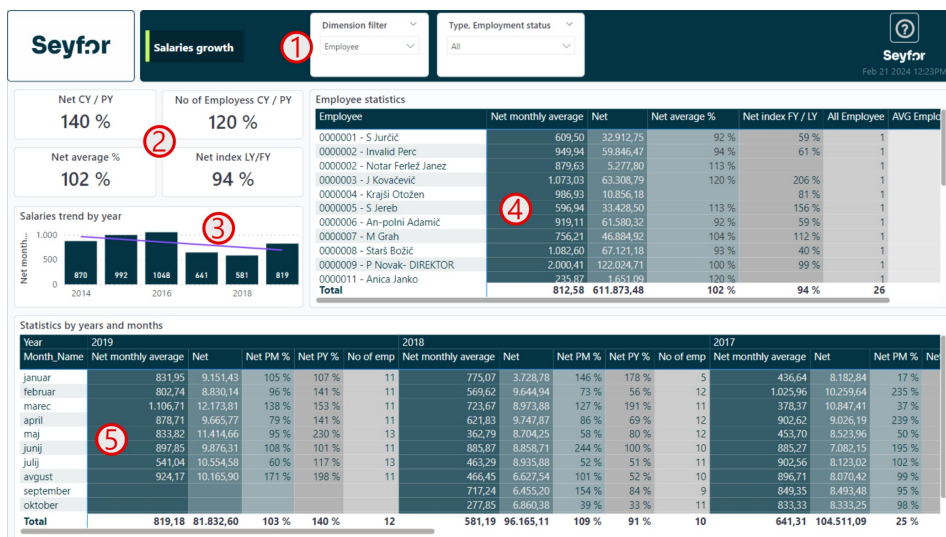 Seyfor
Salaries growth
Dimension filter
Employee
Type, Employment status
All
?
Seyfor
Feb 21 2024 12:23PM
1
Net CY / PY
140 %
No of Employess CY / PY
120 %
2
Net average %
102 %
Net index LY/FY
94 %
Salaries trend by year
3
Net month...
1.000
500
0
870 992 1048 641 581 819
2014 2016 2018
Employee statistics
Employee Net monthly average Net Net average % Net index FY / LY All Employee AVG Emplo
0000001 - S Jurčič 609,50 32.912,75 92 % 59 % 1
0000002 - Invalid Perc 949,94 59.846,47 94 % 61 % 1
0000002 - Notar Ferlež Janez 879,63 5.277,80 113 % 1
0000003 - J Kovačevič 1.073,03 63.308,79 120 % 206 % 1
0000004 - Krajši Otožen 986,93 10.856,18 81 % 1
0000005 - S Jereb 596,94 33.428,50 113 % 156 % 1
0000006 - An-polni Adamič 919,11 61.580,32 92 % 59 % 1
0000007 - M Grah 756,21 46.884,92 104 % 112 % 1
0000008 - Starš Božič 1.082,60 67.121,18 93 % 40 % 1
0000009 - P Novak- DIREKTOR 2.000,41 122.024,71 100 % 99 % 1
0000011 - Anica Janko 235,87 1.651,09 120 % 1
Total 812,58 611.873,48 102 % 94 % 26
4
Statistics by years and months
Year 2019 2018 2017
Month_Name Net monthly average Net Net PM % Net PY % No of emp Net monthly average Net Net PM % Net PY % No of emp Net monthly average Net Net PM % Net
januar 831,95 9.151,43 105 % 107 % 11 775,07 3.728,78 146 % 178 % 5 436,64 8.182,84 17 %
februar 802,74 8.830,14 96 % 141 % 11 569,62 9.644,94 73 % 56 % 12 1.025,96 10.259,64 235 %
marec 1.106,71 12.173,81 138 % 153 % 11 723,67 8.973,88 127 % 191 % 11 378,37 10.847,41 37 %
april 878,71 9.665,77 79 % 141 % 11 621,83 9.747,87 86 % 69 % 12 902,62 9.026,19 239 %
maj 833,82 11.414,66 95 % 230 % 13 362,79 8.704,25 58 % 80 % 12 453,70 8.523,96 50 %
junij 897,85 9.876,31 108 % 101 % 11 885,87 8.858,71 244 % 100 % 10 885,27 7.082,15 195 %
julij 541,04 10.554,58 60 % 117 % 13 463,29 8.935,88 52 % 51 % 11 902,56 8.123,02 102 %
avgust 924,17 10.165,90 171 % 198 % 11 466,45 6.627,54 101 % 52 % 10 896,71 8.070,42 99 %
september 717,24 6.455,20 154 % 84 % 9 849,35 8.493,48 95 %
oktober 277,85 6.860,38 39 % 33 % 11 833,33 8.333,25 98 %
Total 819,18 81.832,60 103 % 140 % 12 581,19 96.165,11 109 % 91 % 10 641,31 104.511,09 25 %
5